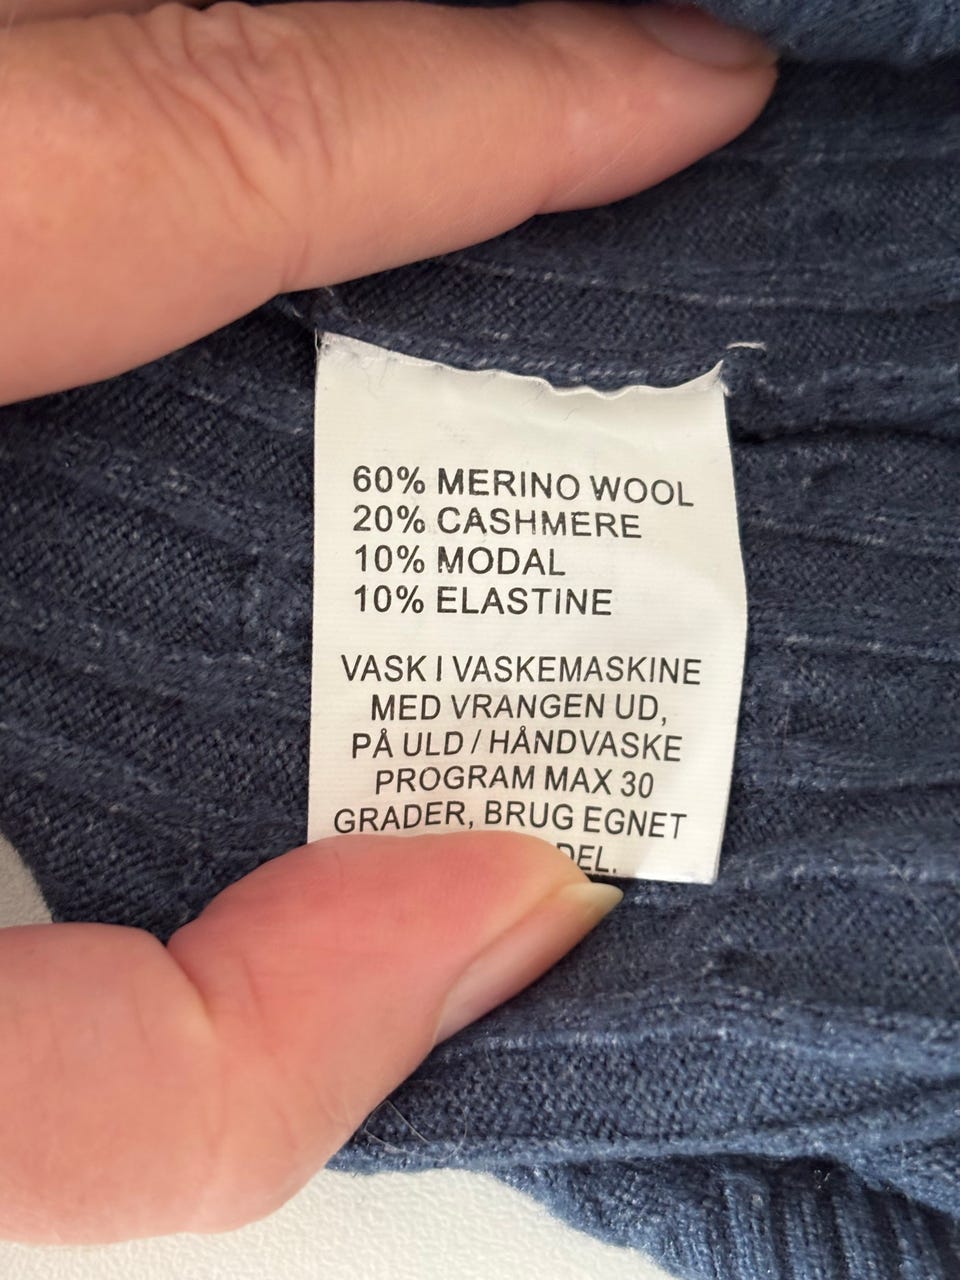 60% MERINO WOOL
20% CASHMERE
10% MODAL
10% ELASTINE
VASK I VASKEMASKINE
MED VRANGEN UD,
PÅ ULD / HÅNDVASKE
PROGRAM MAX 30
GRADER, BRUG EGNET